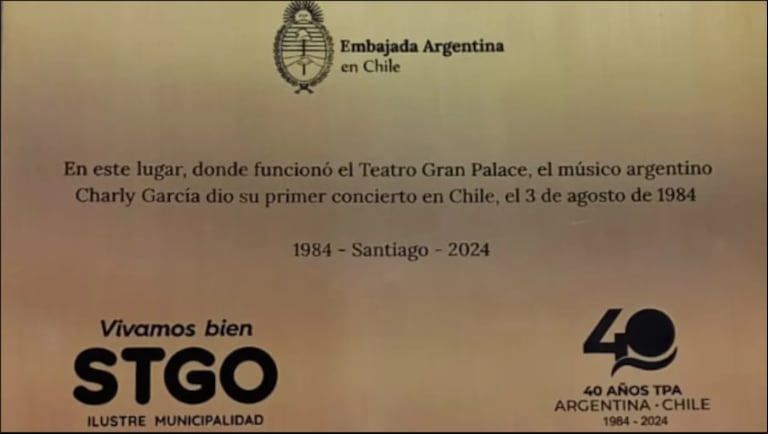 Embajada Argentina
en Chile
En este lugar, donde funcionó el Teatro Gran Palace, el músico argentino
Charly García dio su primer concierto en Chile, el 3 de agosto de 1984
1984 - Santiago - 2024
Vivamos bien
STGO
ILUSTRE MUNICIPALIDAD
40
40 AÑOS TPA
ARGENTINA · CHILE
1984 - 2024